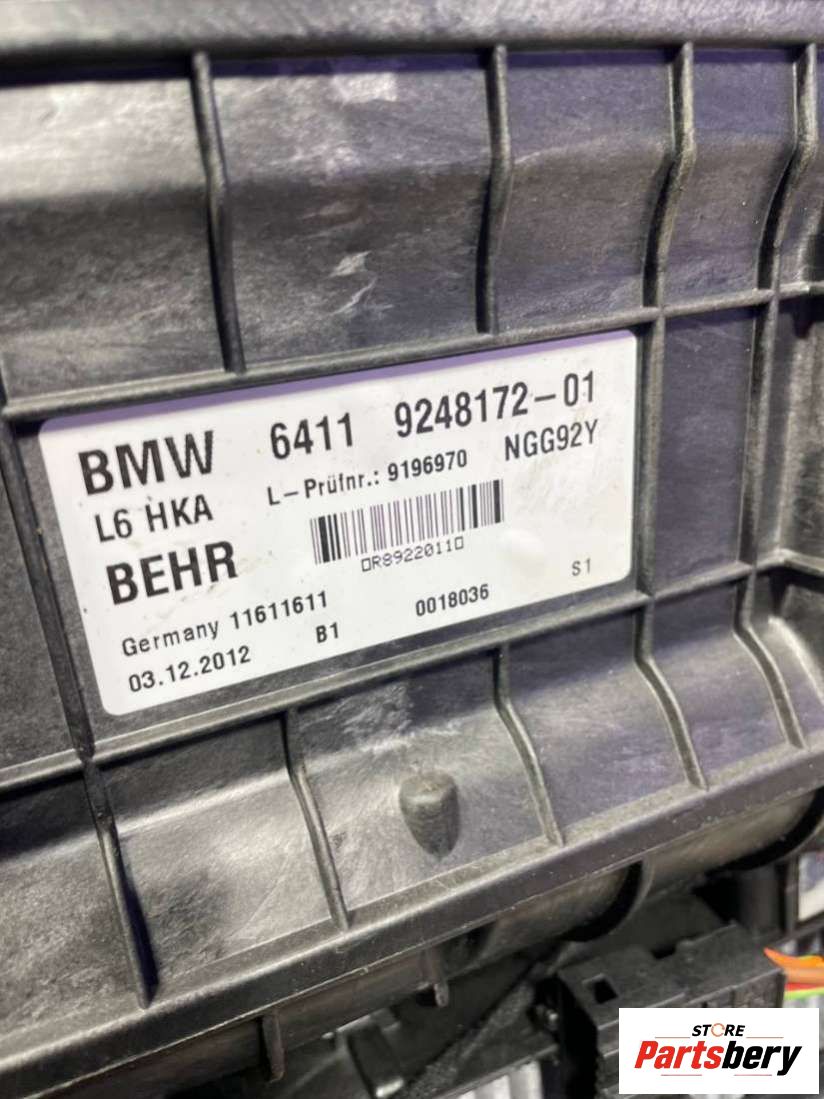 BMW 6411 9248172-01
L6 HKA L-Prüfnr.: 9196970 NGG92Y
BEHR
0R89220110
Germany 11611611 B1 0018036 S1
03.12.2012
STORE
Partsbery